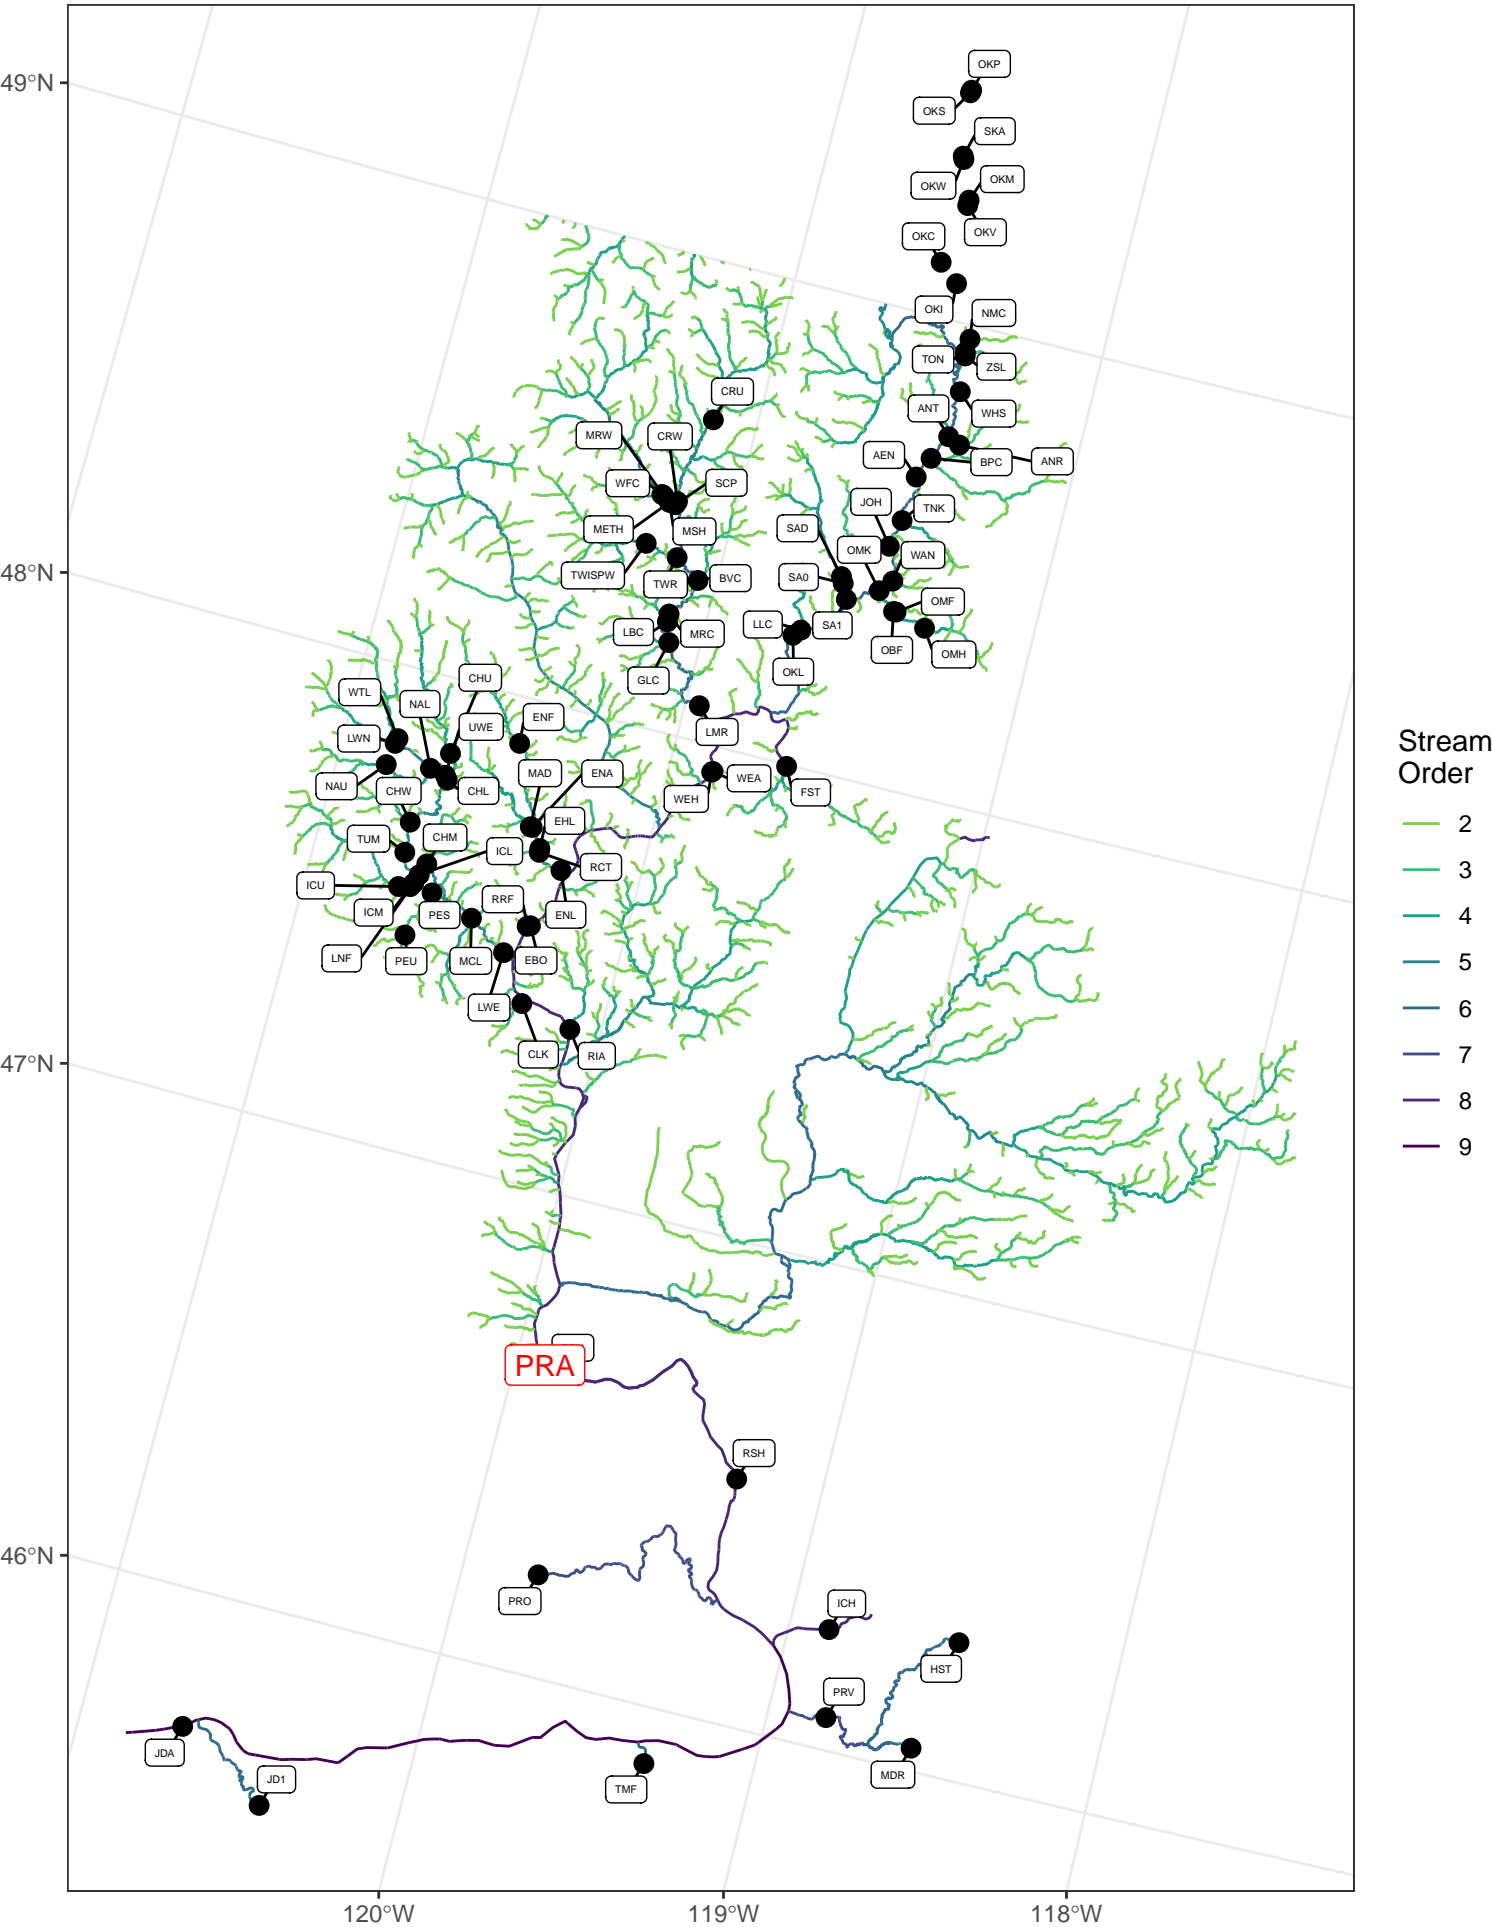 49°N
48°N
47°N
46°N
120°W
119°W
118°W
OKP
OKS
SKA
OKW
OKM
OKV
OKC
OKI
NMC
TON
ZSL
ANT
WHS
AEN
BPC
ANR
CRU
MRW
CRW
WFC
SCP
METH
MSH
TWISPW
TWR
BVC
JOH
TNK
SAD
OMK
WAN
SA0
OMF
LLC
SA1
OBF
OMH
OKL
LBC
MRC
GLC
LMR
WEA
WEH
FST
WTL
NAL
CHU
LWN
UWE
ENF
NAU
CHW
CHL
MAD
ENA
TUM
CHM
EHL
ICL
RCT
ICU
ICM
PES
RRF
ENL
LNF
PEU
MCL
EBO
LWE
CLK
RIA
PRA
RSH
PRO
ICH
HST
PRV
MDR
JDA
JD1
TMF
Stream
Order
2
3
4
5
6
7
8
9